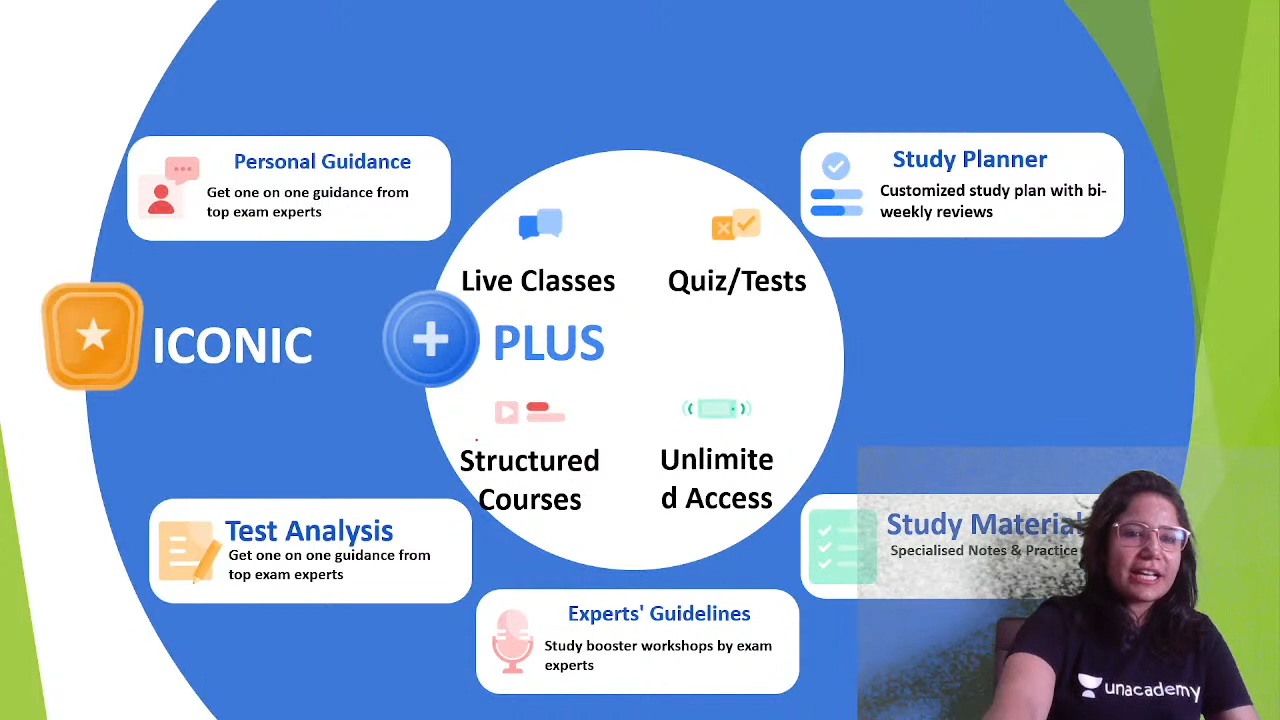 Personal Guidance
Get one on one guidance from
top exam experts
Study Planner
Customized study plan with bi-
weekly reviews
Live Classes
Quiz/Tests
ICONIC
PLUS
Structured
Courses
Unlimite
d Access
Test Analysis
Get one on one guidance from
top exam experts
Study Material
Specialised Notes & Practice
Experts' Guidelines
Study booster workshops by exam
experts
unacademy